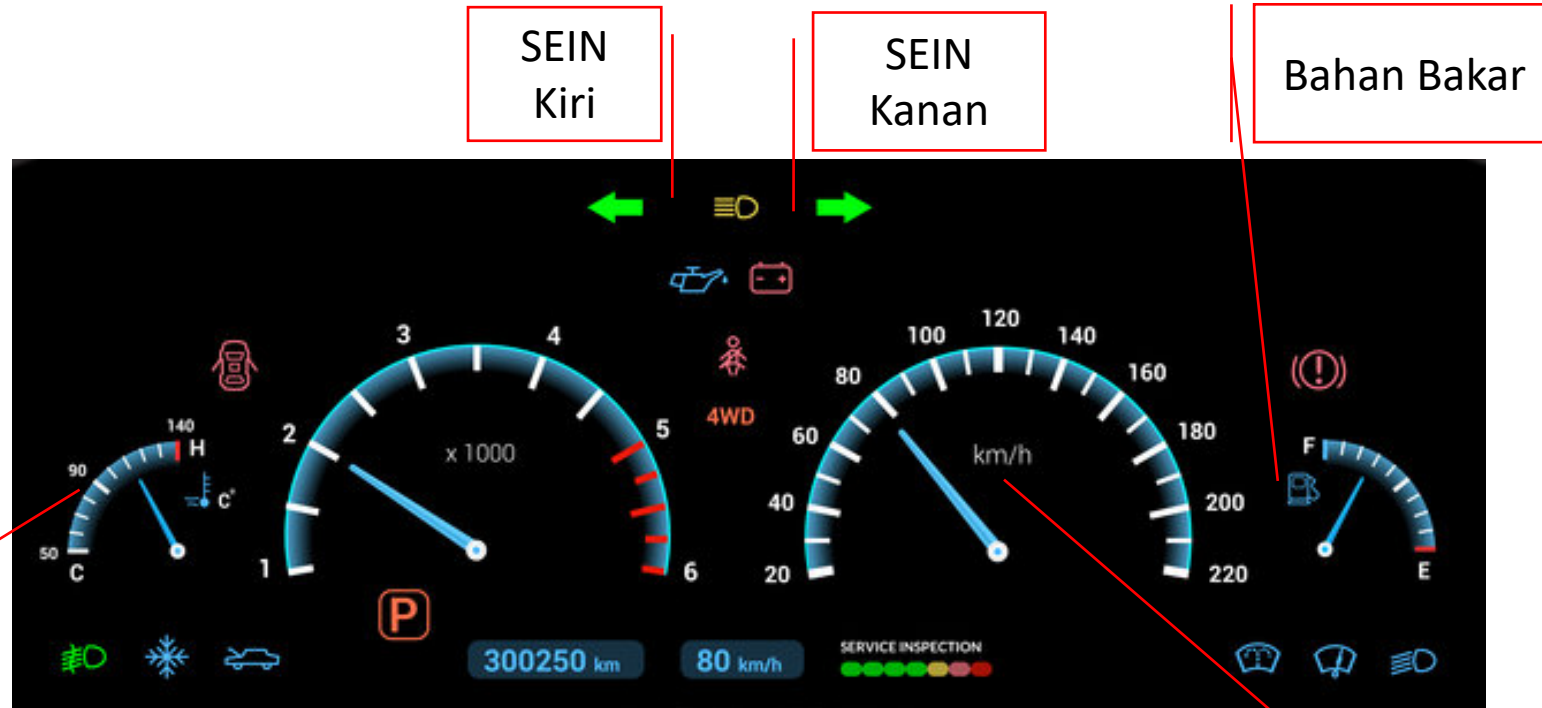 SEIN
Kiri
SEIN
Kanan
Bahan Bakar
3
4
2
5
1
6
x 1000
140
H
90
C°
50
C
4WD
100
120
140
80
160
60
180
40
200
20
220
km/h
F
E
P
300250 km
80 km/h
SERVICE INSPECTION